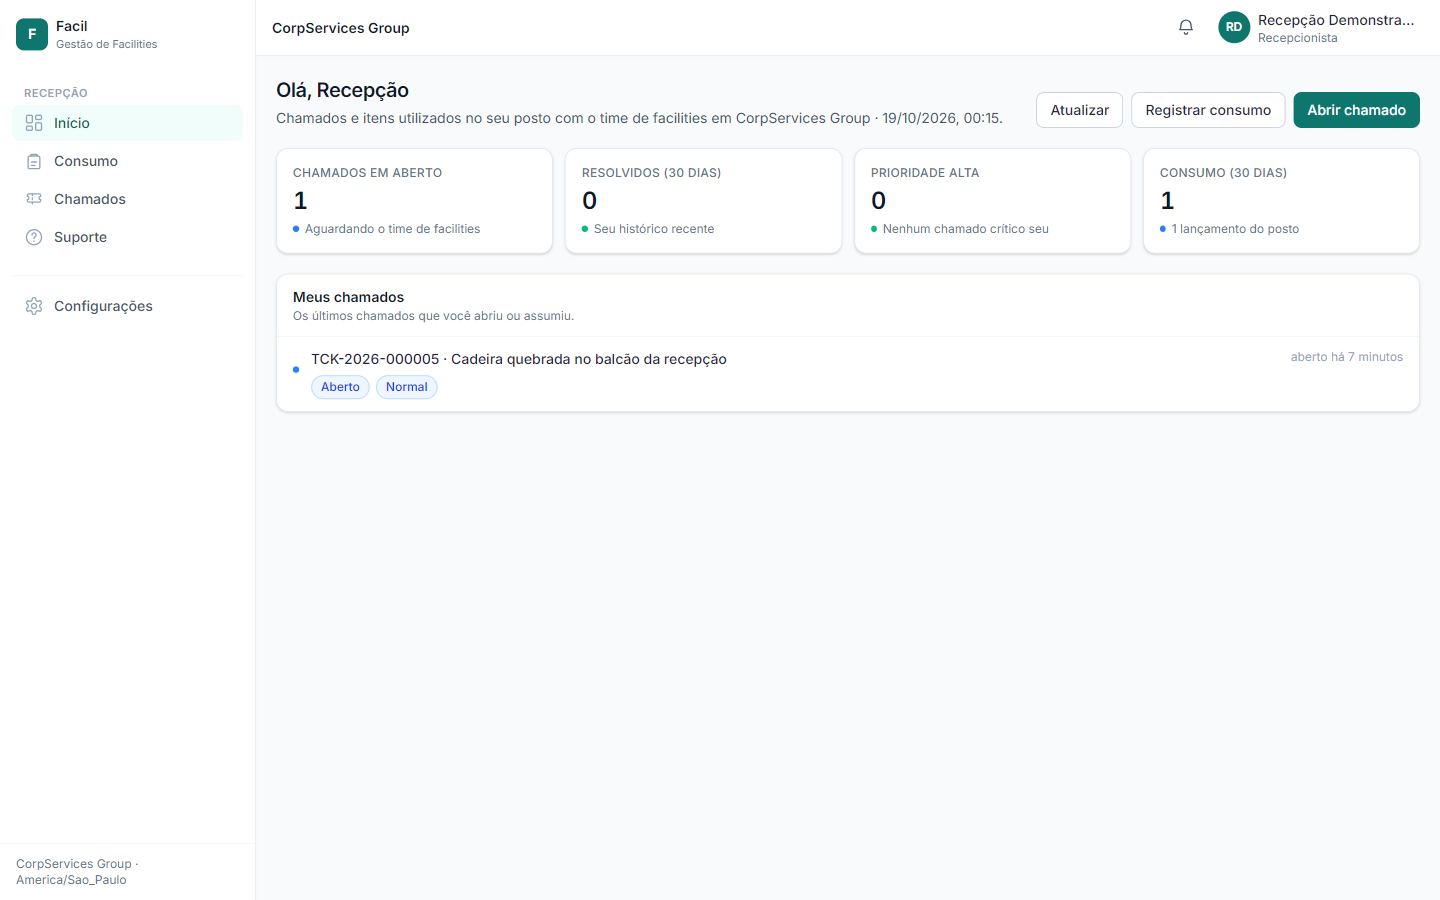 F
Facil
Gestão de Facilities
RECEPÇÃO
Início
Consumo
Chamados
Suporte
Configurações
CorpServices Group ·
America/Sao_Paulo
CorpServices Group
RD
Recepção Demonstra...
Recepcionista
Olá, Recepção
Chamados e itens utilizados no seu posto com o time de facilities em CorpServices Group · 19/10/2026, 00:15.
Atualizar
Registrar consumo
Abrir chamado
CHAMADOS EM ABERTO
1
Aguardando o time de facilities
RESOLVIDOS (30 DIAS)
0
Seu histórico recente
PRIORIDADE ALTA
0
Nenhum chamado crítico seu
CONSUMO (30 DIAS)
1
1 lançamento do posto
Meus chamados
Os últimos chamados que você abriu ou assumiu.
TCK-2026-000005 · Cadeira quebrada no balcão da recepção
aberto há 7 minutos
Aberto
Normal